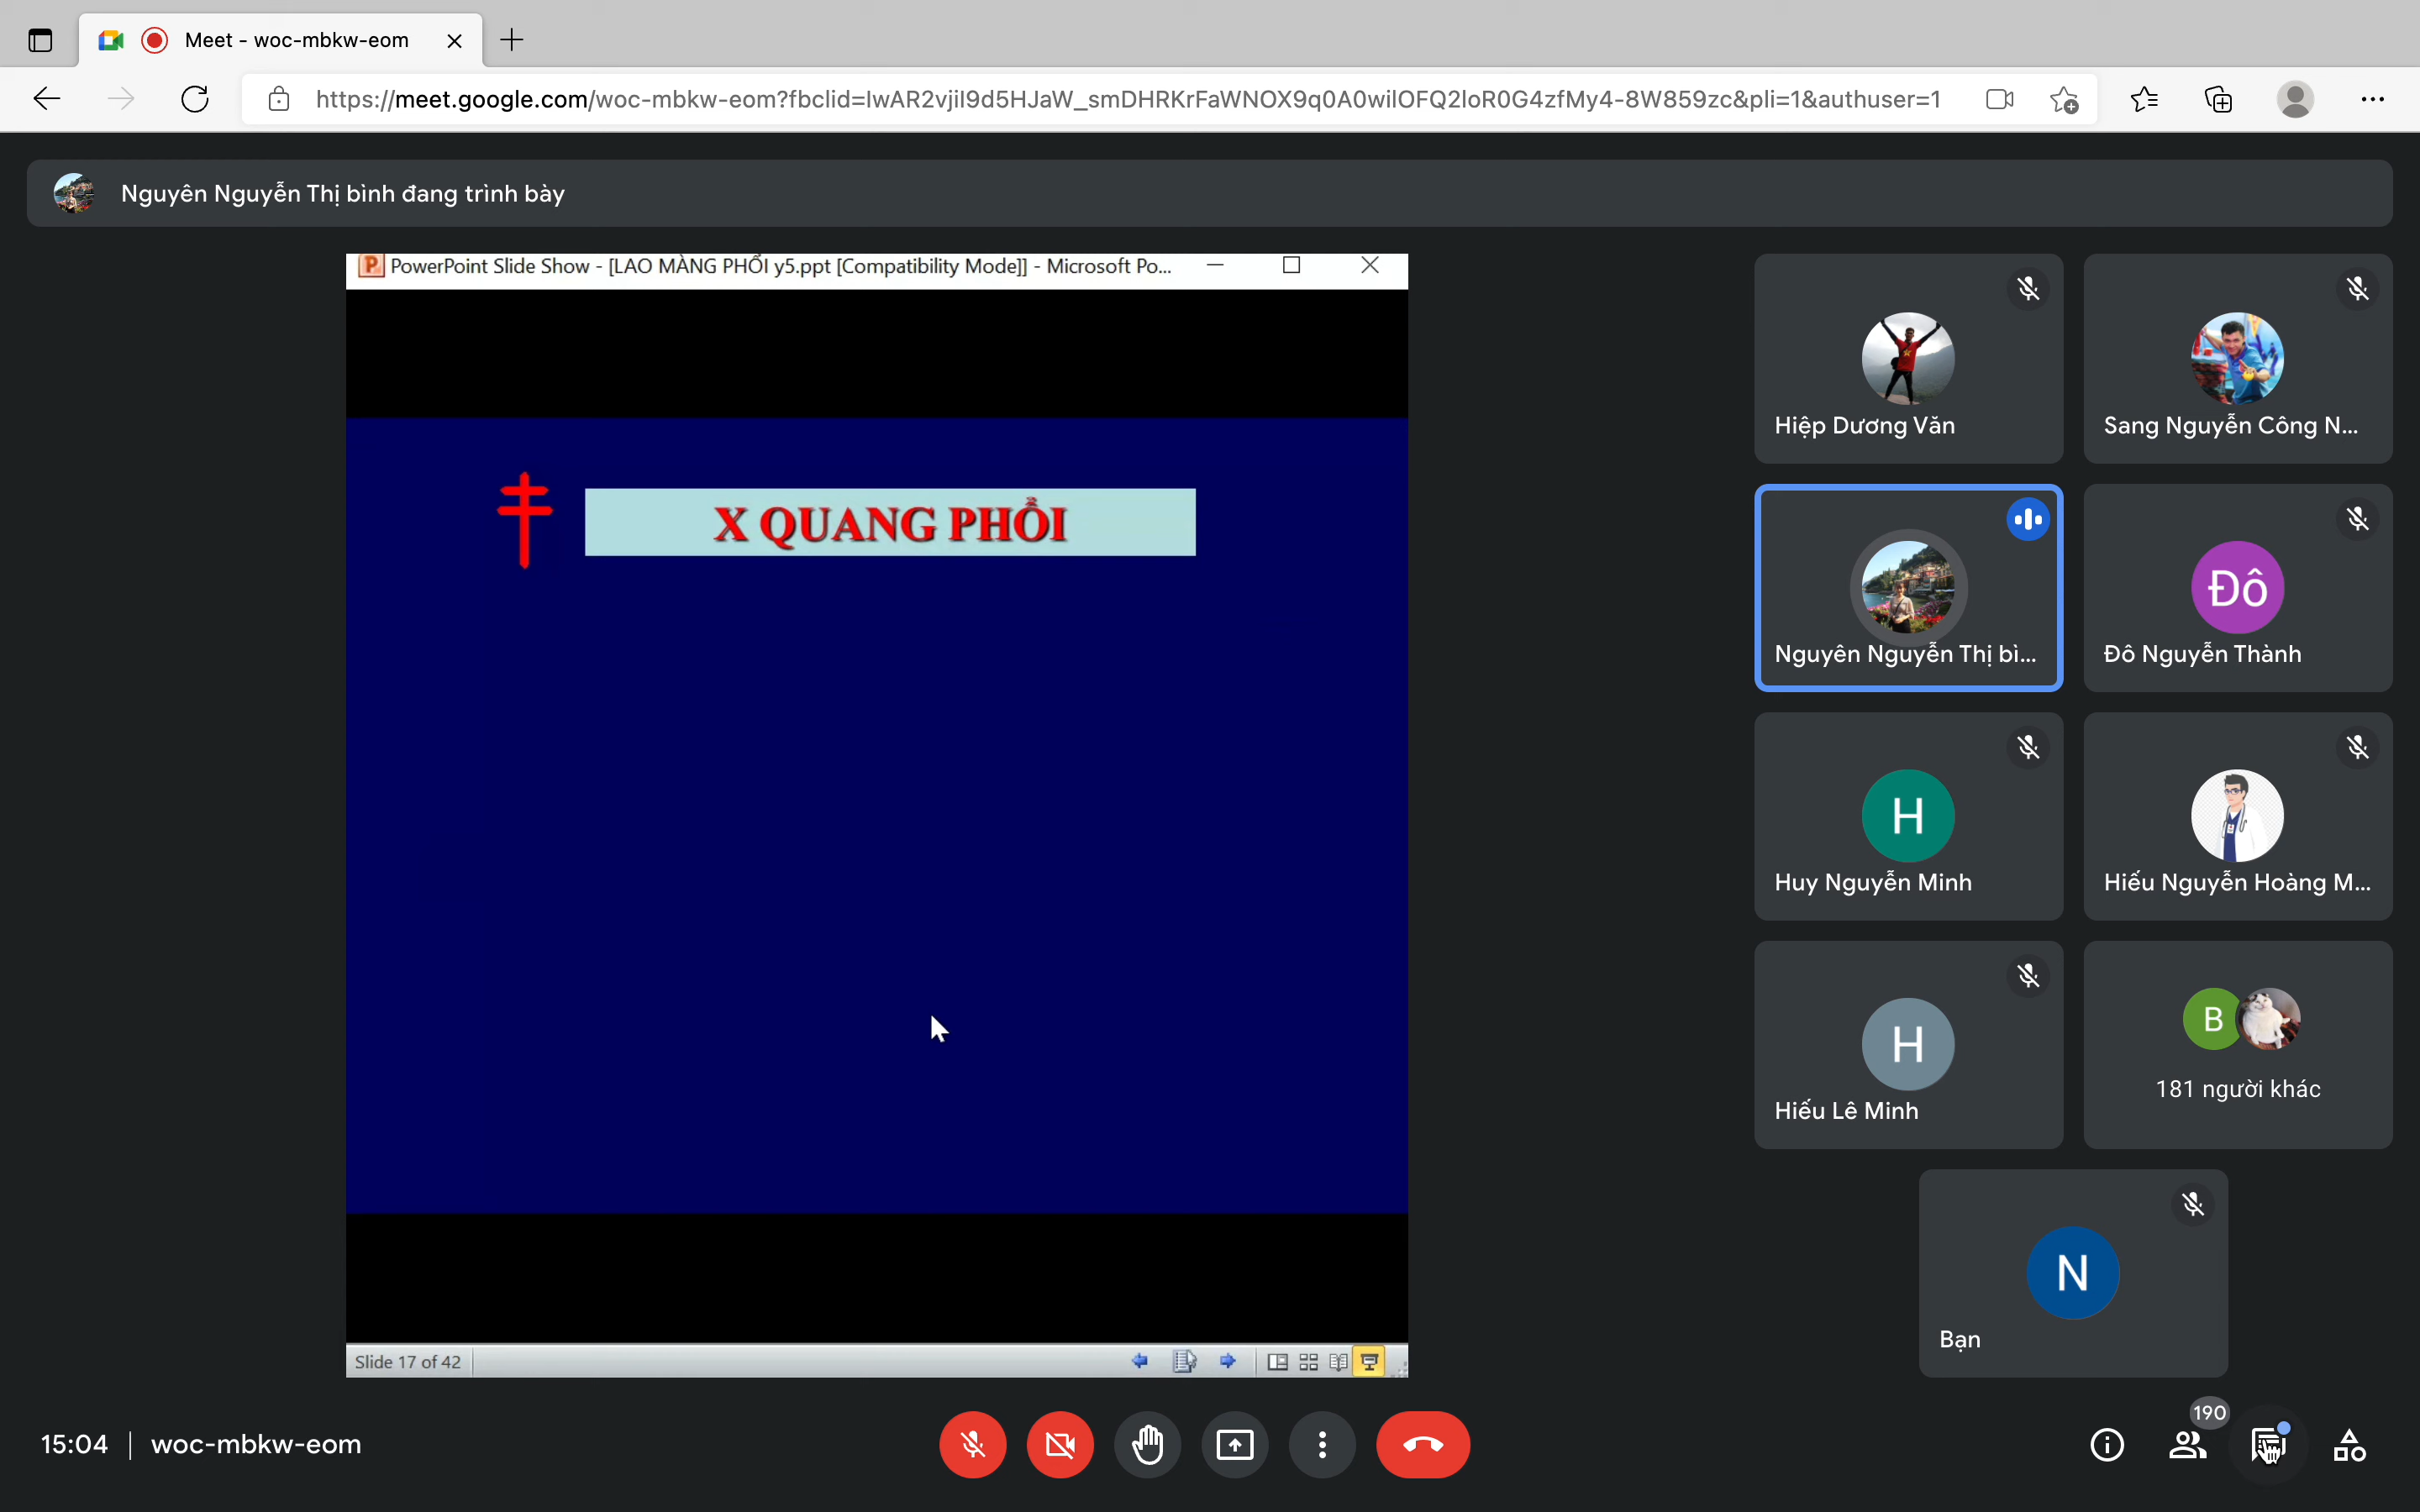 Meet - woc-mbkw-eom
https://meet.google.com/woc-mbkw-eom?fbclid=IwAR2vjiI9d5HJaW_smDHRKrFaWNOX9q0A0wilOFQ2loR0G4zfMy4-8W859zc&pli=1&authuser=1
Nguyên Nguyễn Thị bình đang trình bày
PowerPoint Slide Show - [LAO MÀNG PHỔI y5.ppt [Compatibility Mode]] - Microsoft Po...
X QUANG PHỔI
Slide 17 of 42
Hiệp Dương Văn
Sang Nguyễn Công N...
Nguyên Nguyễn Thị bì...
Đô
Đô Nguyễn Thành
H
Huy Nguyễn Minh
Hiếu Nguyễn Hoàng M...
H
Hiếu Lê Minh
B
181 người khác
N
Bạn
15:04 | woc-mbkw-eom
190